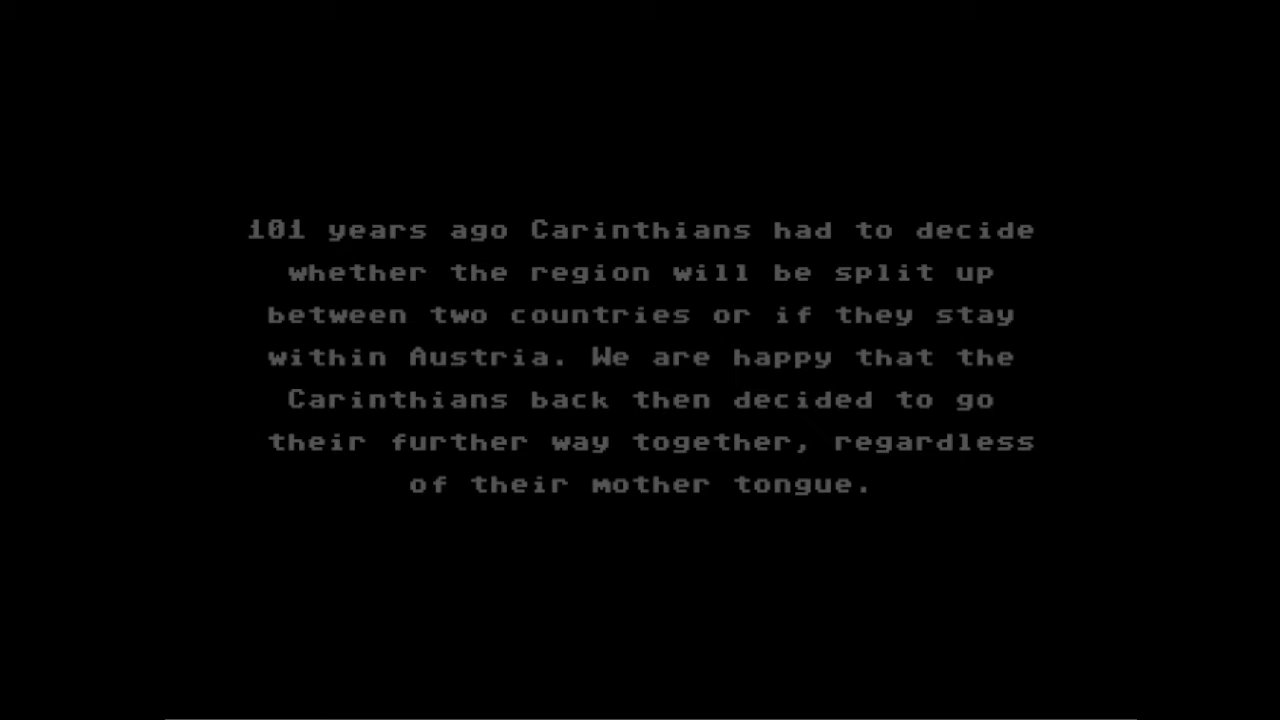 101 years ago Carinthians had to decide
whether the region will be split up
between two countries or if they stay
within Austria. We are happy that the
Carinthians back then decided to go
their further way together, regardless
of their mother tongue.